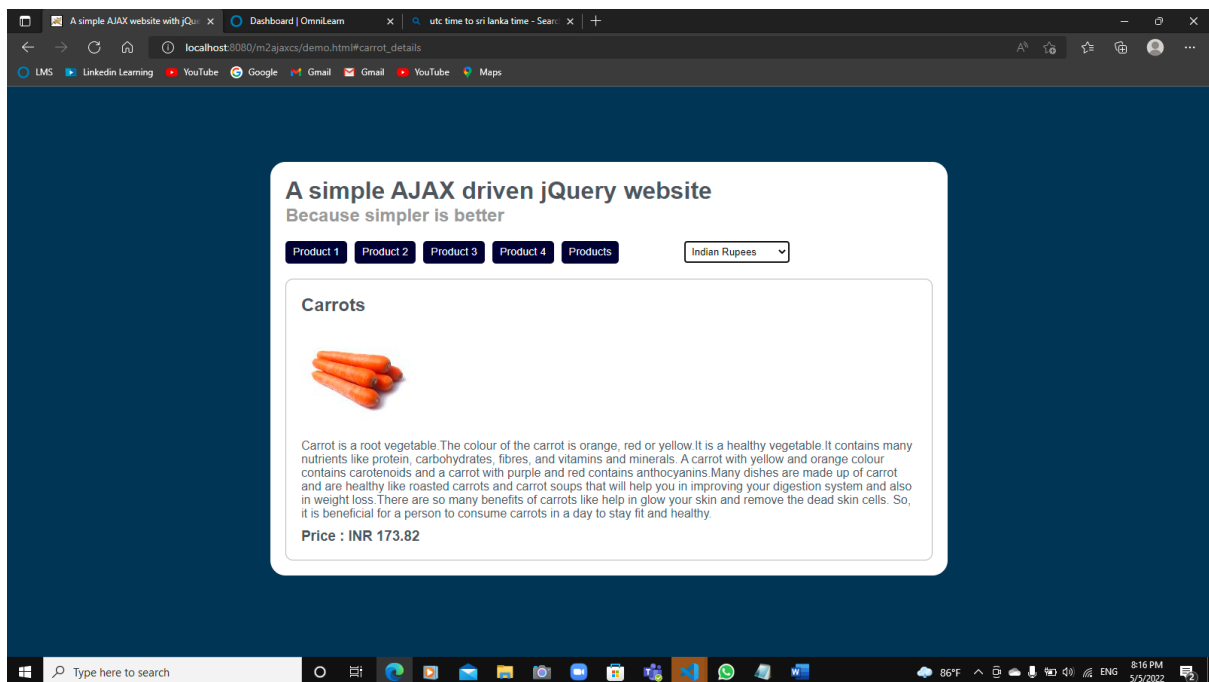 A simple AJAX website with jQue
Dashboard | OmniLearn
utc time to sri lanka time - Searc
localhost:8080/m2ajaxcs/demo.html#carrot_details
LMS Linkedin Learning YouTube Google Gmail Gmail YouTube Maps
A simple AJAX driven jQuery website
Because simpler is better
Product 1 Product 2 Product 3 Product 4 Products Indian Rupees
Carrots
Carrot is a root vegetable.The colour of the carrot is orange, red or yellow.It is a healthy vegetable.It contains many
nutrients like protein, carbohydrates, fibres, and vitamins and minerals. A carrot with yellow and orange colour
contains carotenoids and a carrot with purple and red contains anthocyanins.Many dishes are made up of carrot
and are healthy like roasted carrots and carrot soups that will help you in improving your digestion system and also
in weight loss.There are so many benefits of carrots like help in glow your skin and remove the dead skin cells. So,
it is beneficial for a person to consume carrots in a day to stay fit and healthy.
Price : INR 173.82
Type here to search
86°F ENG
8:16 PM
5/5/2022
2